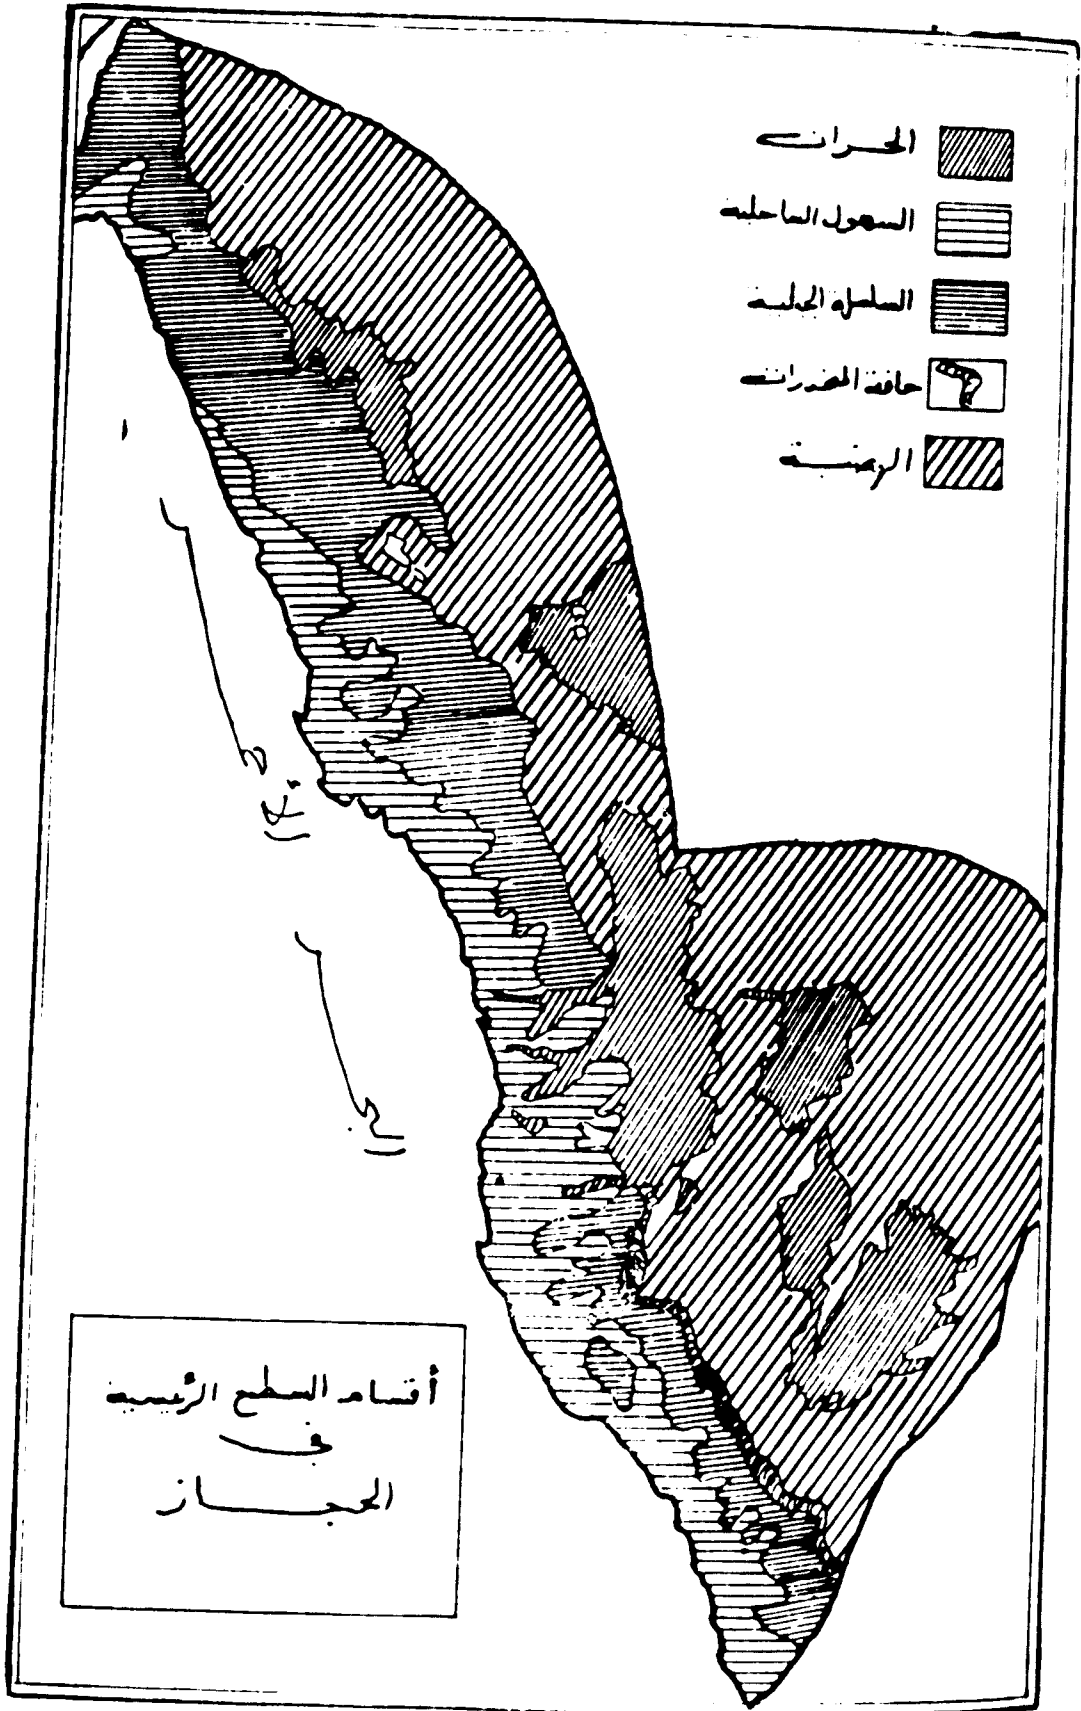 الحرات
السهول الساحلية
السلسلة الجبلية
حافة المنحدرات
الهضبة
البحر
الأحمر
أقسام السطح الرئيسية
في
الحجاز